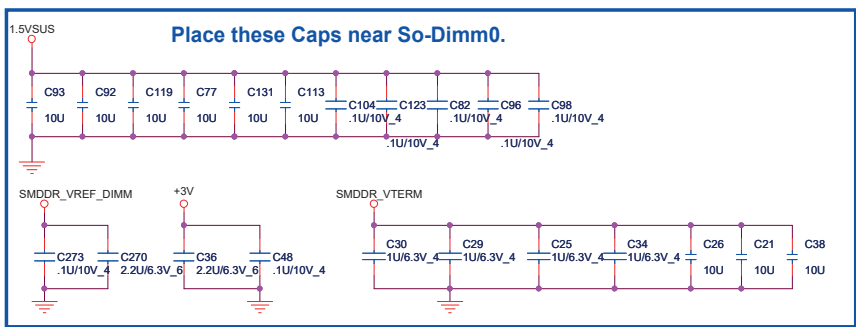 Place these Caps near So-Dimm0.
1.5VSUS
C93
10U
C92
10U
C119
10U
C77
10U
C131
10U
C113
10U
C104
.1U/10V_4
C123
.1U/10V_4
C82
.1U/10V_4
C96
.1U/10V_4
C98
.1U/10V_4
SMDDR_VREF_DIMM
C273
.1U/10V_4
C270
2.2U/6.3V_6
+3V
C36
2.2U/6.3V_6
C48
.1U/10V_4
SMDDR_VTERM
C30
1U/6.3V_4
C29
1U/6.3V_4
C25
1U/6.3V_4
C34
1U/6.3V_4
C26
10U
C21
10U
C38
10U